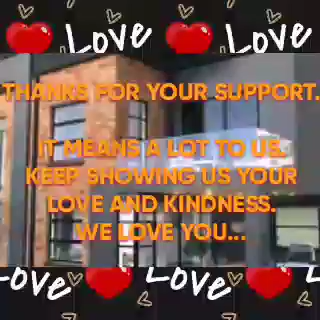 Love Love
THANKS FOR YOUR SUPPORT.
IT MEANS A LOT TO US.
KEEP SHOWING US YOUR
LOVE AND KINDNESS.
WE LOVE YOU...
Love Love L